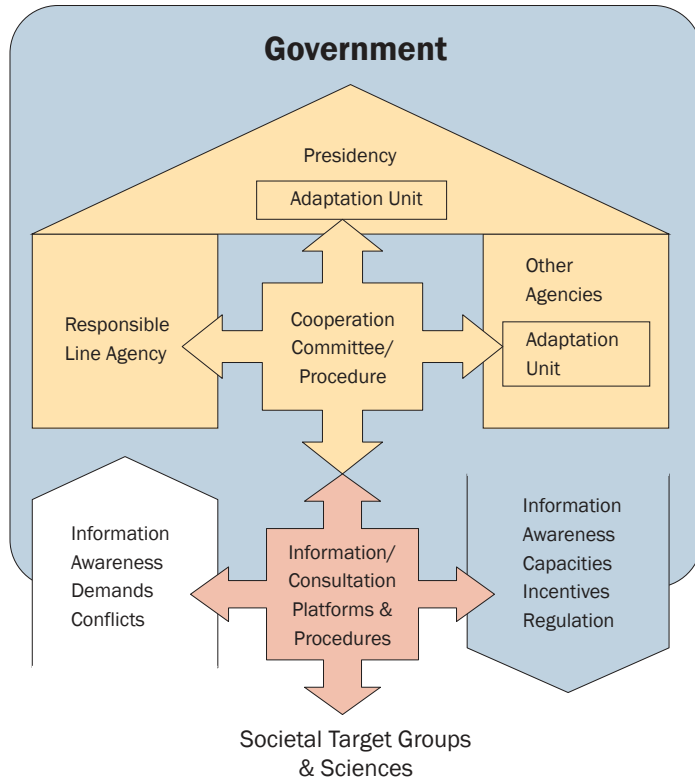 Government
Presidency
Adaptation Unit
Responsible
Line Agency
Cooperation
Committee/
Procedure
Other
Agencies
Adaptation
Unit
Information
Awareness
Demands
Conflicts
Information/
Consultation
Platforms &
Procedures
Information
Awareness
Capacities
Incentives
Regulation
Societal Target Groups
& Sciences